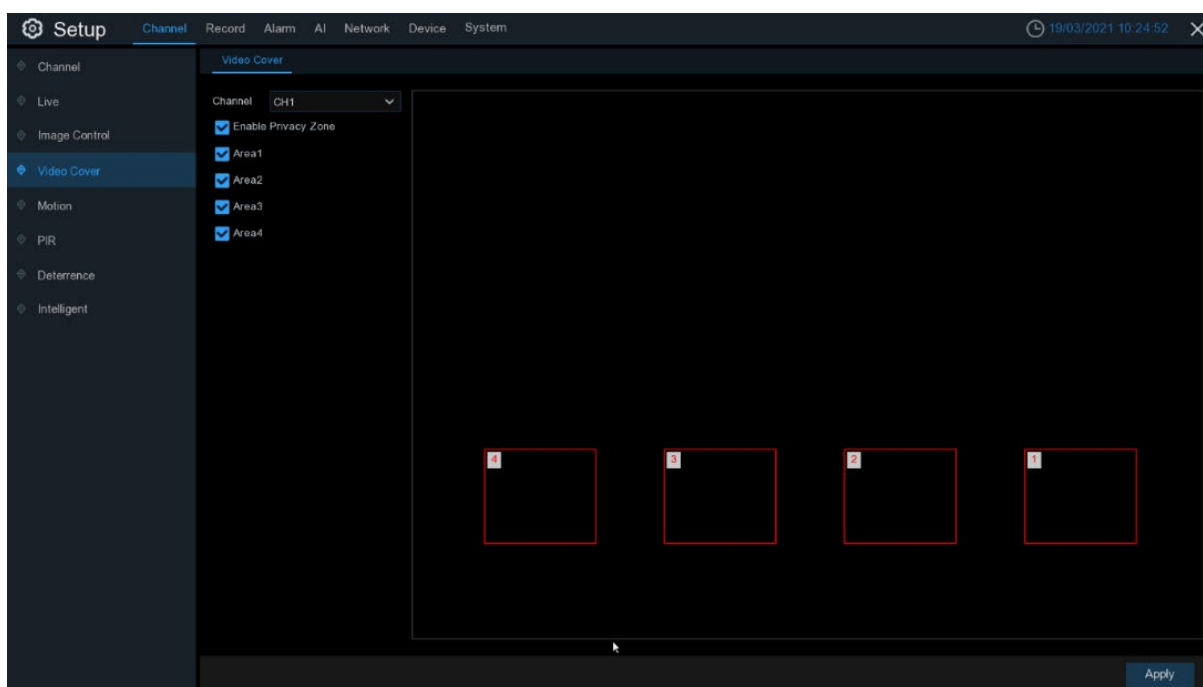 Setup Channel Record Alarm AI Network Device System 19/03/2021 10:24:52
Channel
Live
Image Control
Video Cover
Motion
PIR
Deterrence
Intelligent
Video Cover
Channel CH1
Enable Privacy Zone
Area1
Area2
Area3
Area4
4 3 2 1
Apply